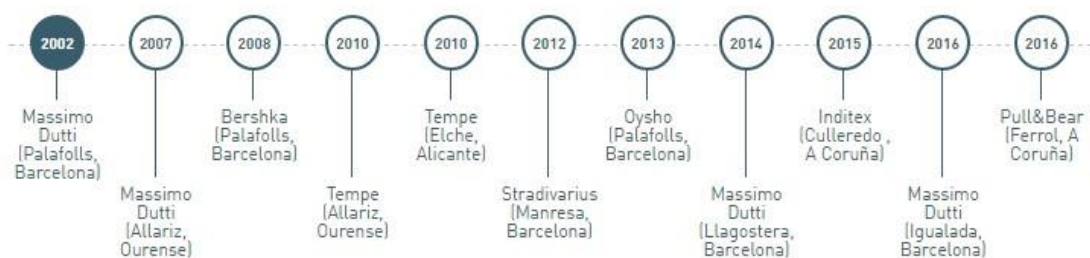 2002
2007
2008
2010
2010
2012
2013
2014
2015
2016
2016
Massimo
Dutti
(Palafolls,
Barcelona)
Massimo
Dutti
(Allariz,
Ourense)
Bershka
(Palafolls,
Barcelona)
Tempe
(Allariz,
Ourense)
Tempe
(Elche,
Alicante)
Stradivarius
(Manresa,
Barcelona)
Oysho
(Palafolls,
Barcelona)
Massimo
Dutti
(Llagostera,
Barcelona)
Inditex
(Culleredo ,
A Coruña)
Massimo
Dutti
(Igualada,
Barcelona)
Pull&Bear
(Ferrol, A
Coruña)